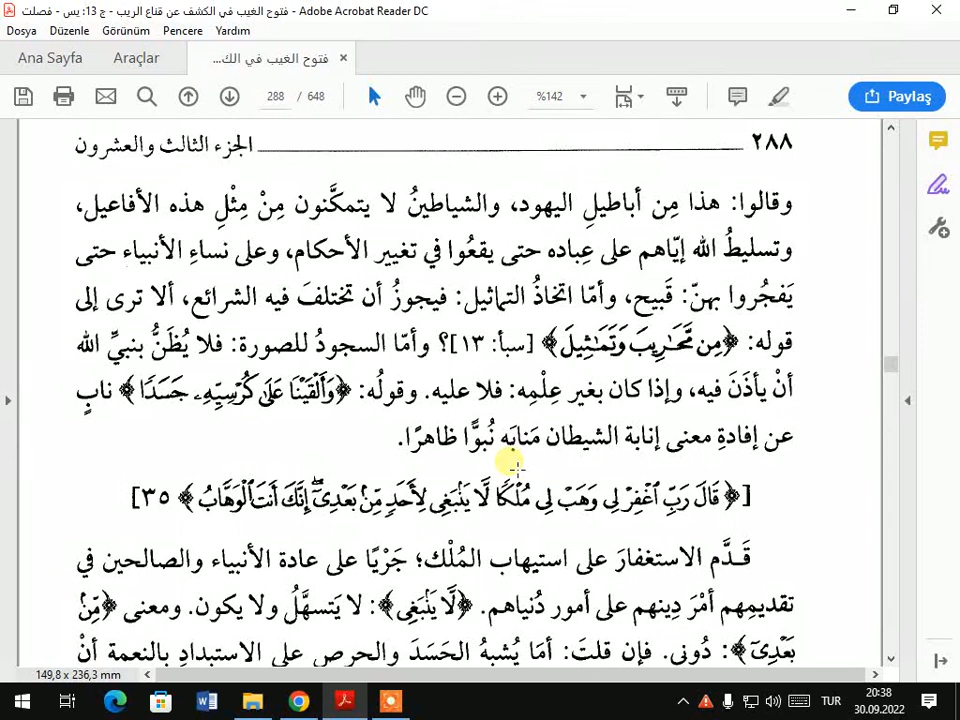 فتوح الغيب في الكشف عن قناع الريب - ج 13: يس - فصلت - Adobe Acrobat Reader DC
Dosya Düzenle Görünüm Pencere Yardım
Ana Sayfa Araçlar فتوح الغيب في الك...
288 / 648 %142 Paylaş
٢٨٨ الجزء الثالث والعشرون
وقالوا: هذا مِن أباطيلِ اليهود، والشياطينُ لا يتمكَّنون مِنْ مِثْلِ هذه الأفاعيل،
وتسليطُ الله إيّاهم على عِباده حتى يقعُوا في تغيير الأحكام، وعلى نساءِ الأنبياء حتى
يَفجُروا بهنّ: قَبيح، وأمّا اتخاذُ التماثيل: فيجوزُ أن تختلفَ فيه الشرائع، ألا ترى إلى
قوله: ﴿مِن مَّحَٰرِيبَ وَتَمَٰثِيلَ﴾ [سبأ: ١٣]؟ وأمّا السجودُ للصورة: فلا يُظَنُّ بنبيِّ الله
أنْ يأذَنَ فيه، وإذا كان بغير عِلْمِه: فلا عليه. وقولُه: ﴿وَأَلْقَيْنَا عَلَىٰ كُرْسِيِّهِۦ جَسَدًا﴾ نابٍ
عن إفادةِ معنى إنابة الشيطان مَنابَه نُبوًّا ظاهرًا.
[﴿قَالَ رَبِّ ٱغْفِرْ لِى وَهَبْ لِى مُلْكًا لَّا يَنۢبَغِى لِأَحَدٍ مِّنۢ بَعْدِىٓ ۖ إِنَّكَ أَنتَ ٱلْوَهَّابُ﴾ ٣٥]
قَـدَّم الاستغفارَ على استيهاب المُلْك؛ جَرْيًا على عادة الأنبياء والصالحين في
تقديمِهم أمْرَ دِينهم على أمور دُنياهم. ﴿لَّا يَنۢبَغِى﴾: لا يَتسهَّلُ ولا يكون. ومعنى ﴿مِّنۢ
بَعْدِىٓ﴾: دُوني. فإن قلتَ: أمَا يُشبهُ الحَسَدَ والحرص على الاستبدادِ بالنعمة أنْ
149,8 x 236,3 mm
TUR 20:38
30.09.2022